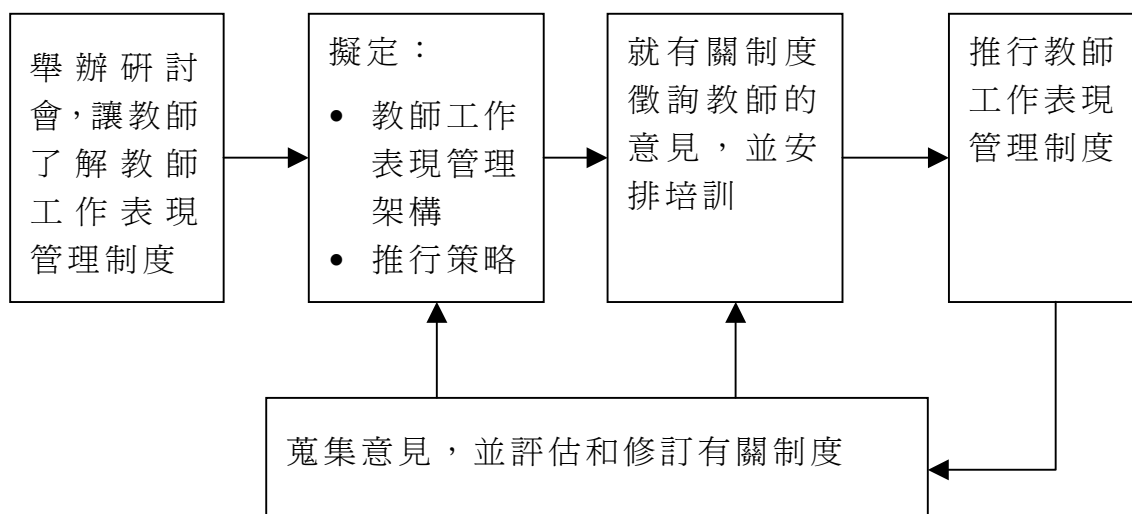 舉辦研討
會，讓教師
了解教師
工作表現
管理制度
擬定：
• 教師工作
表現管理
架構
• 推行策略
就有關制度
徵詢教師的
意見，並安
排培訓
推行教師
工作表現
管理制度
蒐集意見，並評估和修訂有關制度